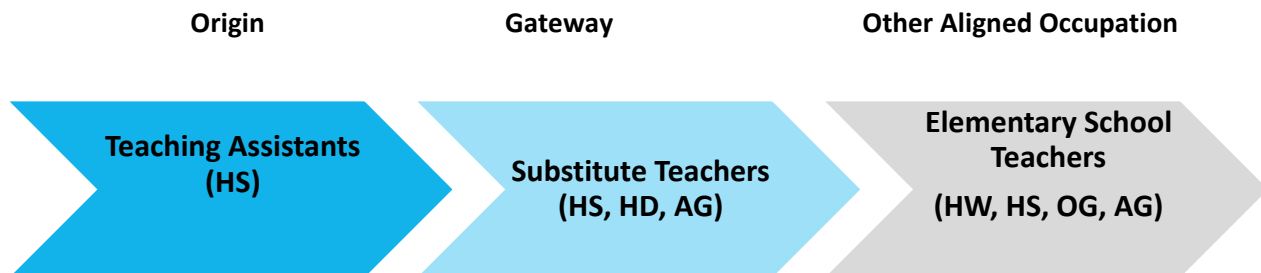 Origin
Gateway
Other Aligned Occupation
Teaching Assistants
(HS)
Substitute Teachers
(HS, HD, AG)
Elementary School
Teachers
(HW, HS, OG, AG)